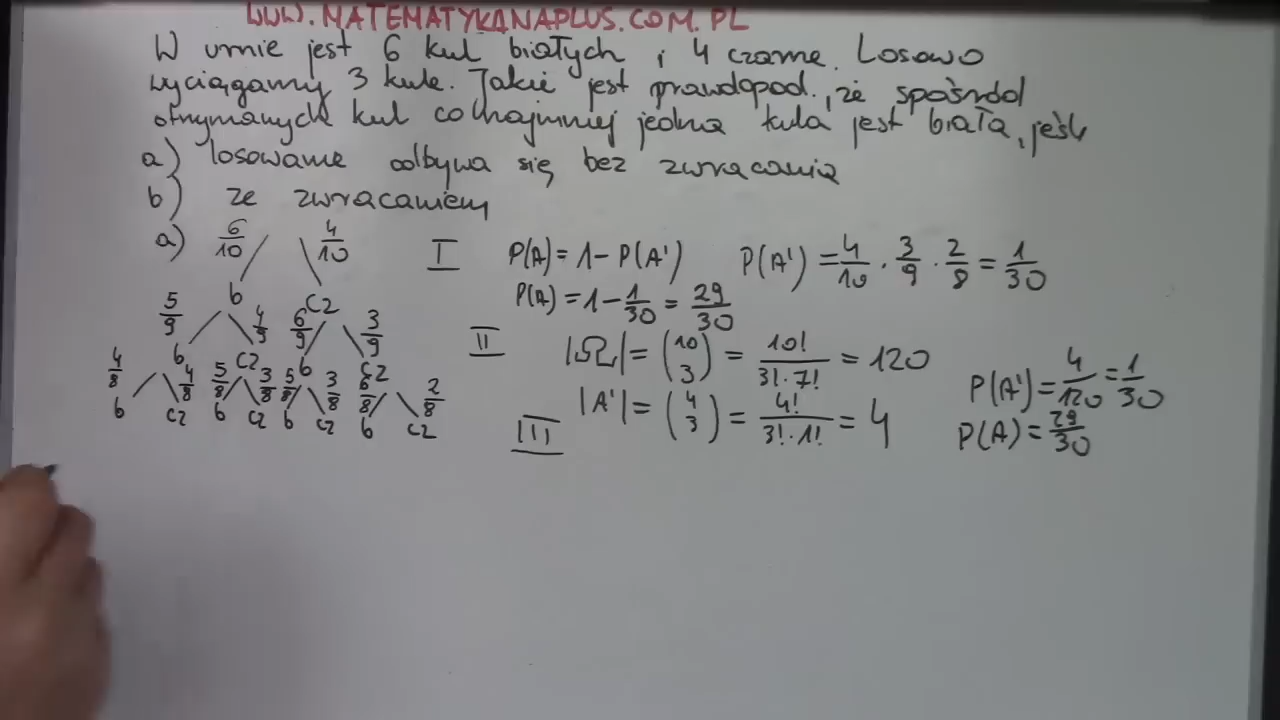 WWW.MATEMATYKANAPLUS.COM.PL
W urnie jest 6 kul białych i 4 czarne. Losowo
wyciągamy 3 kule. Jakie jest prawdopod., że spośród
otrzymanych kul conajmniej jedna kula jest biała, jeśli
a) losowanie odbywa się bez zwracania
b) ze zwracaniem
a) 6/10 4/10
I P(A) = 1 - P(A') P(A') = 4/10 · 3/9 · 2/8 = 1/30
P(A) = 1 - 1/30 = 29/30
5/9 b 4/9 6/9 cz 3/9
II |Ω| = (10 3) = 10!/3!·7! = 120
4/8 b 4/8 5/8 cz 3/8 5/8 b 3/8 6/8 cz 2/8
b cz b cz b cz b cz
|A'| = (4 3) = 4!/3!·1! = 4
P(A') = 4/120 = 1/30
III
P(A) = 29/30